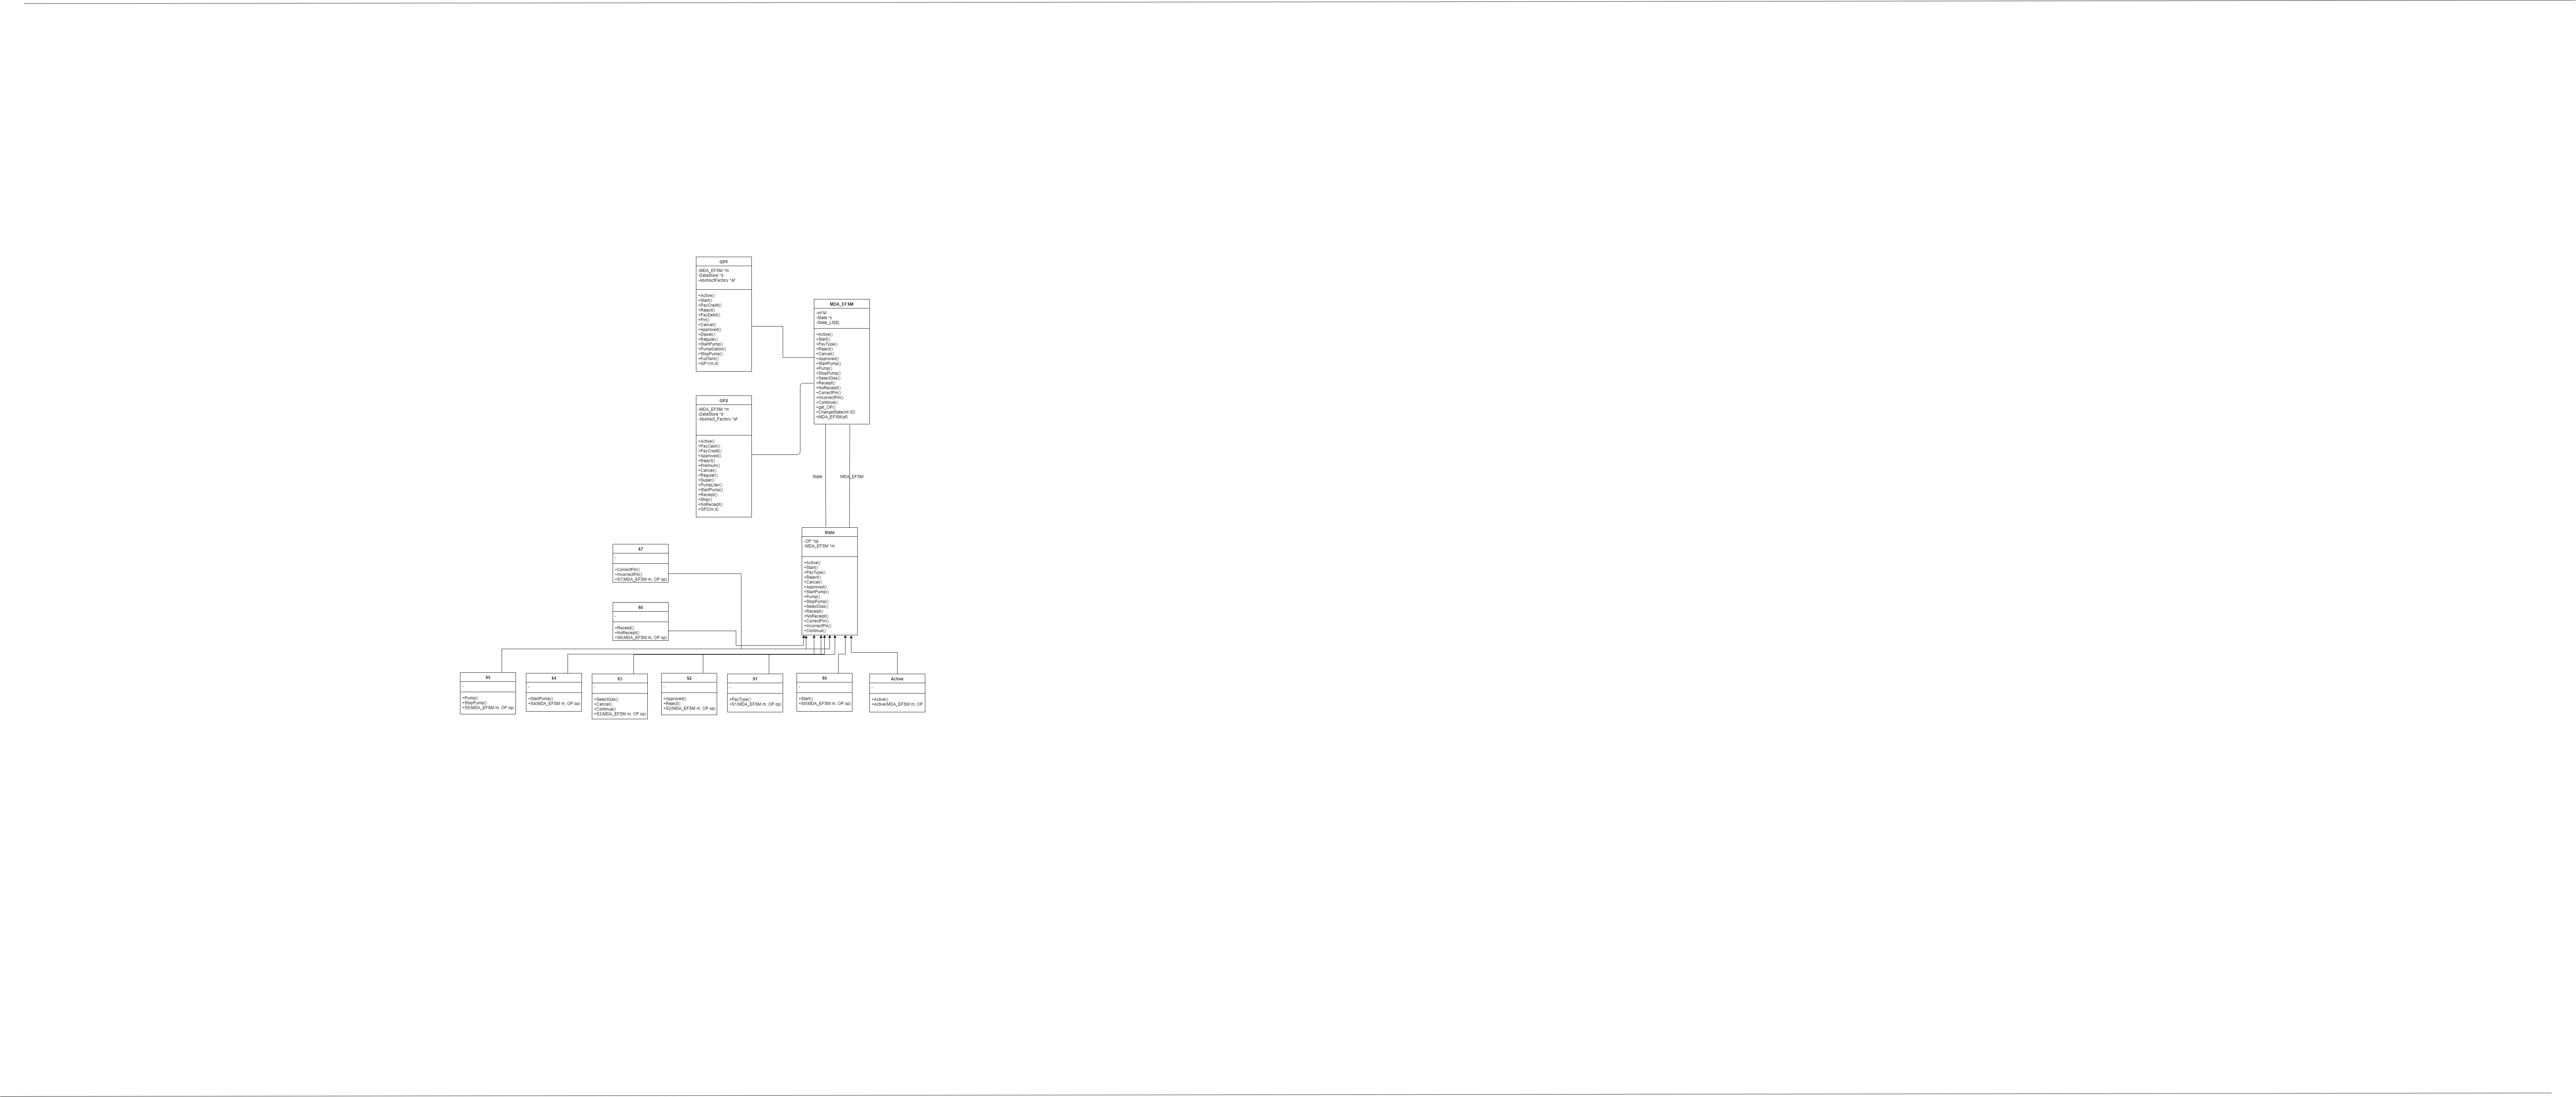 GP1
-MDA_EFSM *m
-DataStore *d
-AbstractFactory *af
+Active()
+Start()
+PayCredit()
+Reject()
+PayDebit()
+Pin()
+Cancel()
+Approved()
+Diesel()
+Regular()
+StartPump()
+PumpGallon()
+StopPump()
+FullTank()
+GP1(m,d)
MDA_EFSM
-int M
-State *s
-State_LS[8]
+Active()
+Start()
+PayType()
+Reject()
+Cancel()
+Approved()
+StartPump()
+Pump()
+StopPump()
+SelectGas()
+Receipt()
+NoReceipt()
+CorrectPin()
+IncorrectPin()
+Continue()
+get_OP()
+ChangeState(int ID)
+MDA_EFSM(af)
GP2
-MDA_EFSM *m
-DataStore *d
-Abstract_Factory *af
+Active()
+PayCash()
+PayCredit()
+Approved()
+Reject()
+Premium()
+Cancel()
+Regular()
+Super()
+PumpLiter()
+StartPump()
+Receipt()
+Stop()
+NoReceipt()
+GP2(m,d)
State
MDA_EFSM
State
-OP *op
-MDA_EFSM *m
+Active()
+Start()
+PayType()
+Reject()
+Cancel()
+Approved()
+StartPump()
+Pump()
+StopPump()
+SelectGas()
+Receipt()
+NoReceipt()
+CorrectPin()
+IncorrectPin()
+Continue()
S7
-
+CorrectPin()
+IncorrectPin()
+S7(MDA_EFSM m, OP op)
S6
-
+Receipt()
+NoReceipt()
+S6(MDA_EFSM m, OP op)
S5
-
+Pump()
+StopPump()
+S5(MDA_EFSM m, OP op)
S4
-
+StartPump()
+S4(MDA_EFSM m, OP op)
S3
-
+SelectGas()
+Cancel()
+Continue()
+S3(MDA_EFSM m, OP op)
S2
-
+Approved()
+Reject()
+S2(MDA_EFSM m, OP op)
S1
-
+PayType()
+S1(MDA_EFSM m, OP op)
S0
-
+Start()
+S0(MDA_EFSM m, OP op)
Active
-
+Active()
+Active(MDA_EFSM m, OP